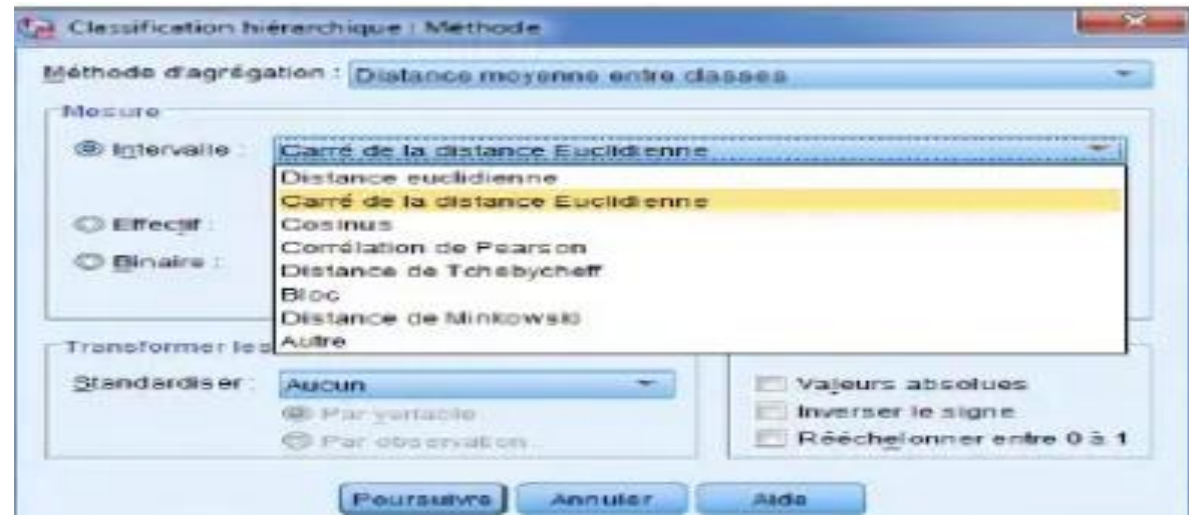 Classification hiérarchique : Méthode
Méthode d'agrégation : Distance moyenne entre classes
Mesure
Intervalle : Carré de la distance Euclidienne
Distance euclidienne
Carré de la distance Euclidienne
Effectif :
Cosinus
Corrélation de Pearson
Binaire :
Distance de Tchebycheff
Bloc
Distance de Minkowski
Autre
Transformer les
Standardiser : Aucun
Par variable
Par observation
Valeurs absolues
Inverser le signe
Rééchelonner entre 0 à 1
Poursuivre Annuler Aide